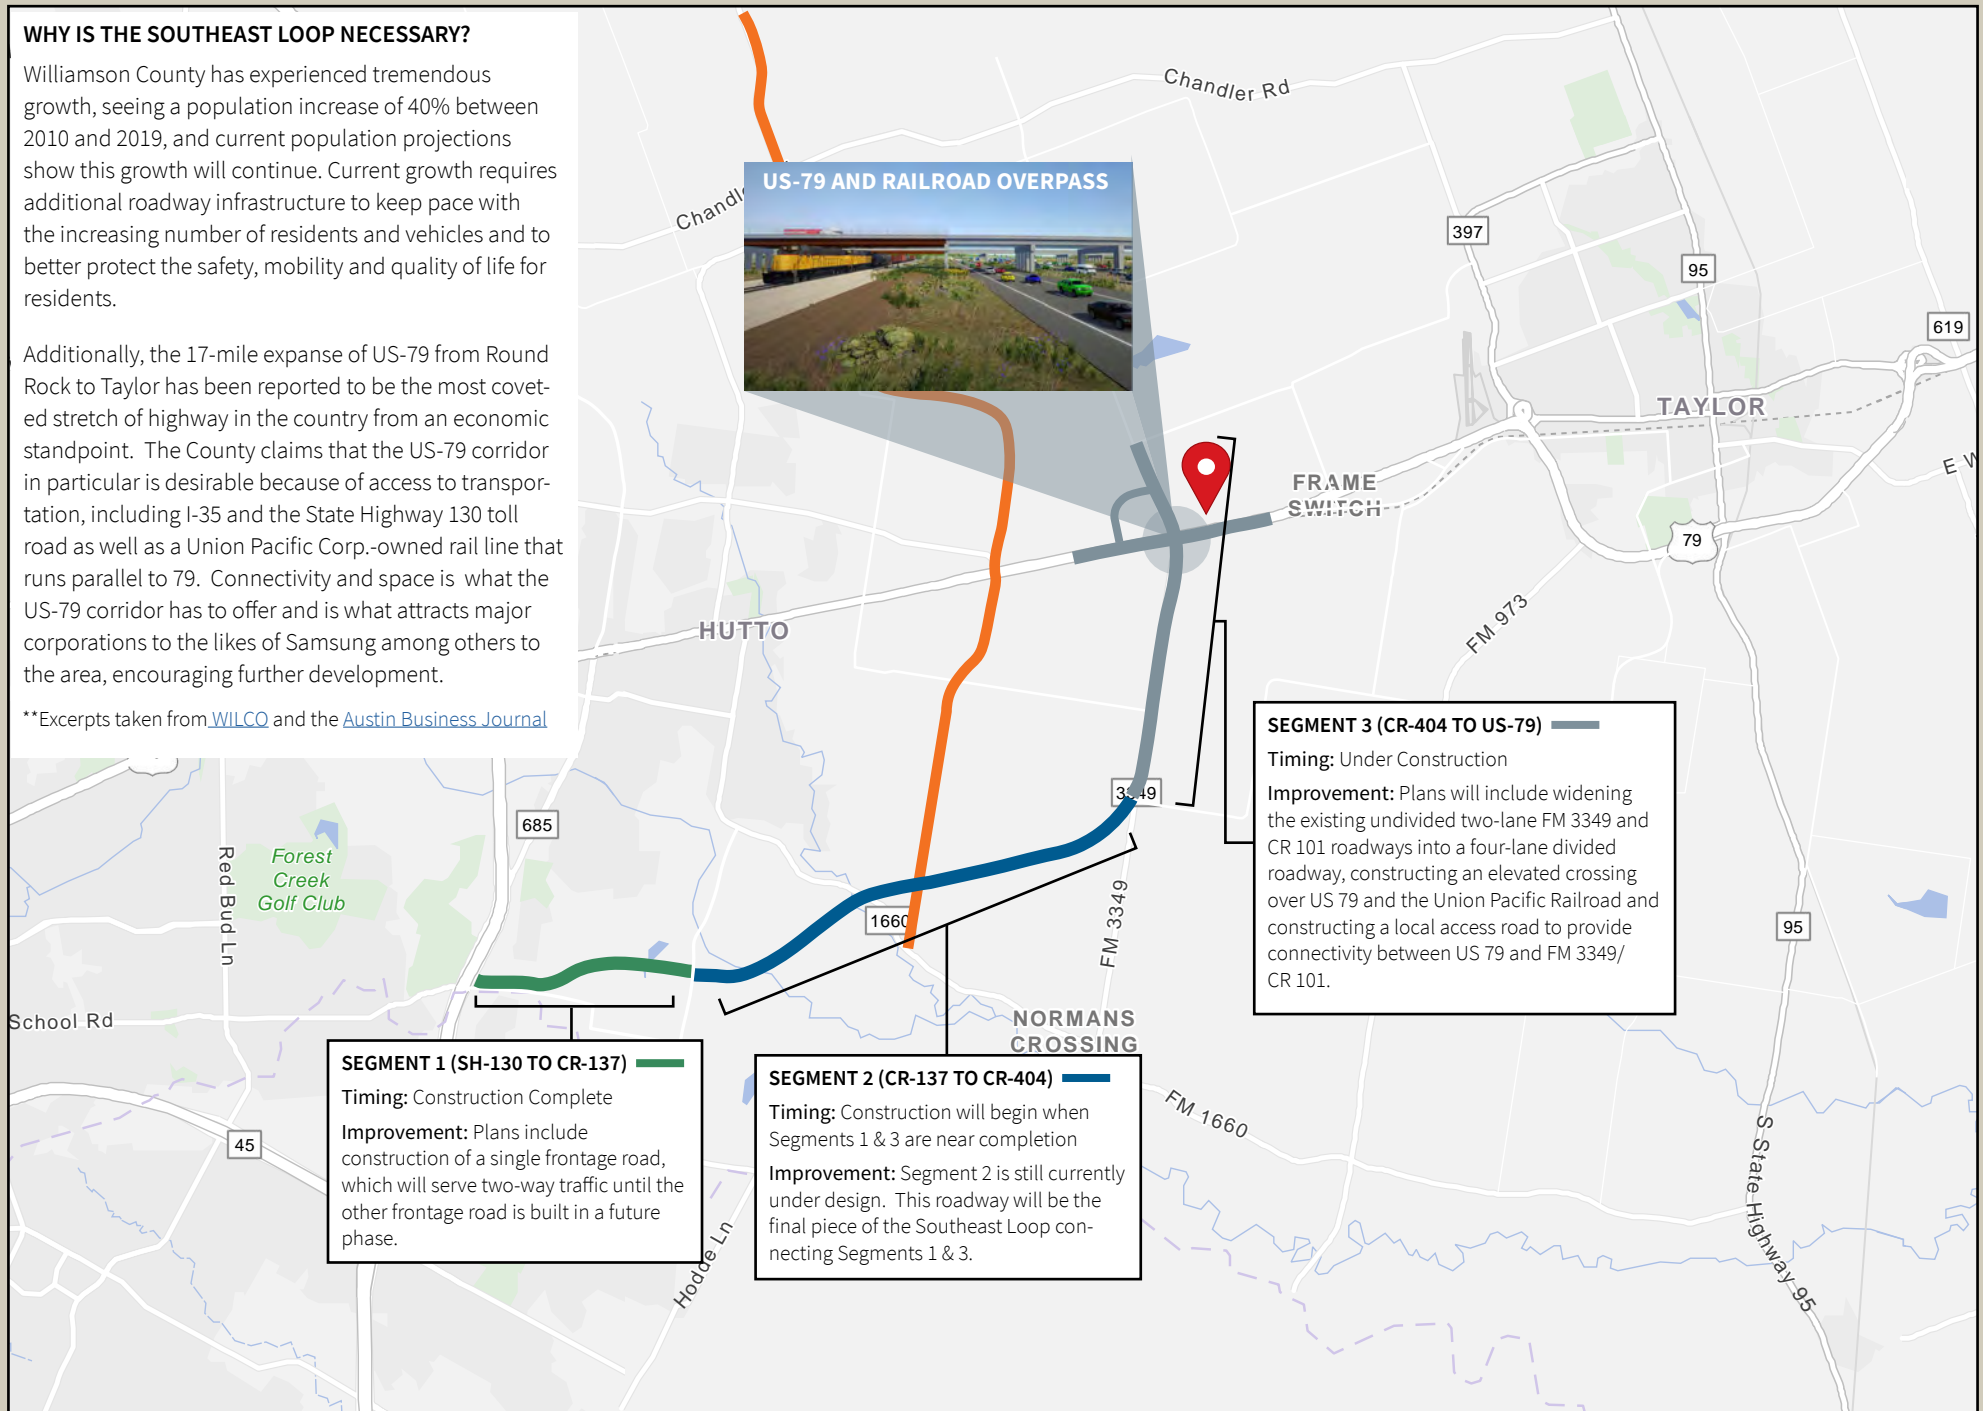 WHY IS THE SOUTHEAST LOOP NECESSARY?
Williamson County has experienced tremendous
growth, seeing a population increase of 40% between
2010 and 2019, and current population projections
show this growth will continue. Current growth requires
additional roadway infrastructure to keep pace with
the increasing number of residents and vehicles and to
better protect the safety, mobility and quality of life for
residents.
Additionally, the 17-mile expanse of US-79 from Round
Rock to Taylor has been reported to be the most covet-
ed stretch of highway in the country from an economic
standpoint. The County claims that the US-79 corridor
in particular is desirable because of access to transpor-
tation, including I-35 and the State Highway 130 toll
road as well as a Union Pacific Corp.-owned rail line that
runs parallel to 79. Connectivity and space is what the
US-79 corridor has to offer and is what attracts major
corporations to the likes of Samsung among others to
the area, encouraging further development.
**Excerpts taken from WILCO and the Austin Business Journal
Chandler Rd
Chandl
US-79 AND RAILROAD OVERPASS
397
95
619
TAYLOR
FRAME
SWITCH
E W
79
HUTTO
FM 973
3349
685
Forest
Creek
Golf Club
Red Bud Ln
1660
FM 3349
95
School Rd
NORMANS
CROSSING
45
FM 1660
Hodde Ln
S State Highway 95
SEGMENT 3 (CR-404 TO US-79)
Timing: Under Construction
Improvement: Plans will include widening
the existing undivided two-lane FM 3349 and
CR 101 roadways into a four-lane divided
roadway, constructing an elevated crossing
over US 79 and the Union Pacific Railroad and
constructing a local access road to provide
connectivity between US 79 and FM 3349/
CR 101.
SEGMENT 1 (SH-130 TO CR-137)
Timing: Construction Complete
Improvement: Plans include
construction of a single frontage road,
which will serve two-way traffic until the
other frontage road is built in a future
phase.
SEGMENT 2 (CR-137 TO CR-404)
Timing: Construction will begin when
Segments 1 & 3 are near completion
Improvement: Segment 2 is still currently
under design. This roadway will be the
final piece of the Southeast Loop con-
necting Segments 1 & 3.